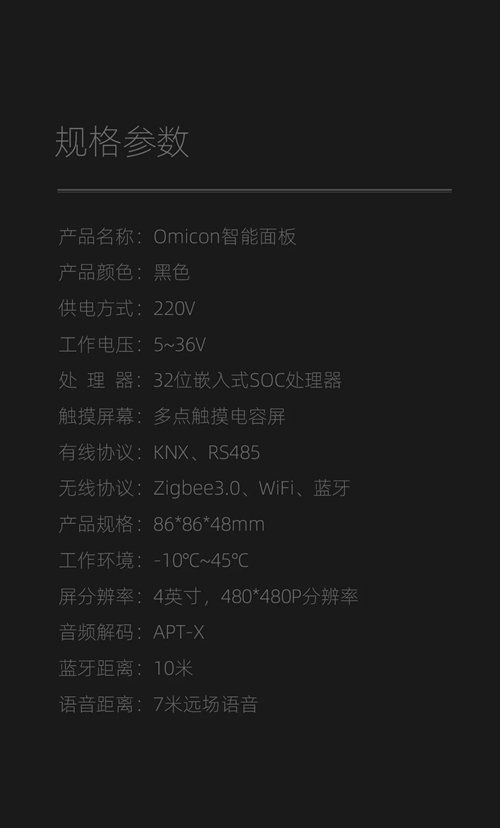 规格参数
产品名称：Omicon智能面板
产品颜色：黑色
供电方式：220V
工作电压：5~36V
处 理 器：32位嵌入式SOC处理器
触摸屏幕：多点触摸电容屏
有线协议：KNX、RS485
无线协议：Zigbee3.0、WiFi、蓝牙
产品规格：86*86*48mm
工作环境：-10℃~45℃
屏分辨率：4英寸，480*480P分辨率
音频解码：APT-X
蓝牙距离：10米
语音距离：7米远场语音